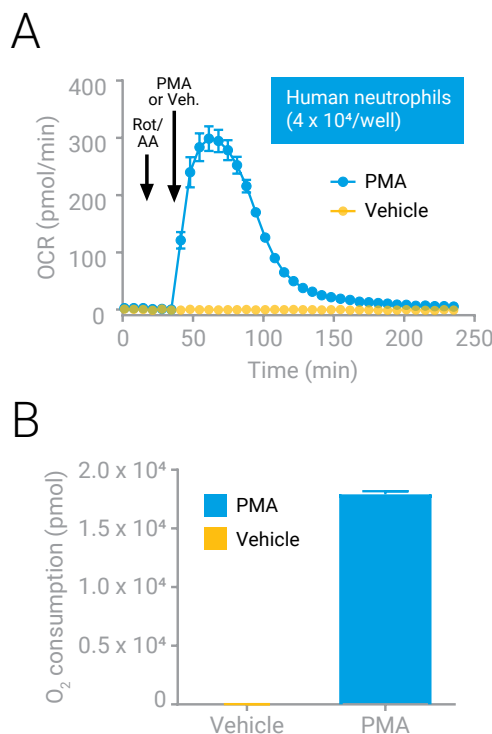 A
PMA
or Veh.
Rot/
AA
Human neutrophils
(4 x 10⁴/well)
PMA
Vehicle
OCR (pmol/min)
400
300
200
100
0
0 50 100 150 200 250
Time (min)
B
O₂ consumption (pmol)
2.0 x 10⁴
1.5 x 10⁴
1.0 x 10⁴
0.5 x 10⁴
0
PMA
Vehicle
Vehicle PMA